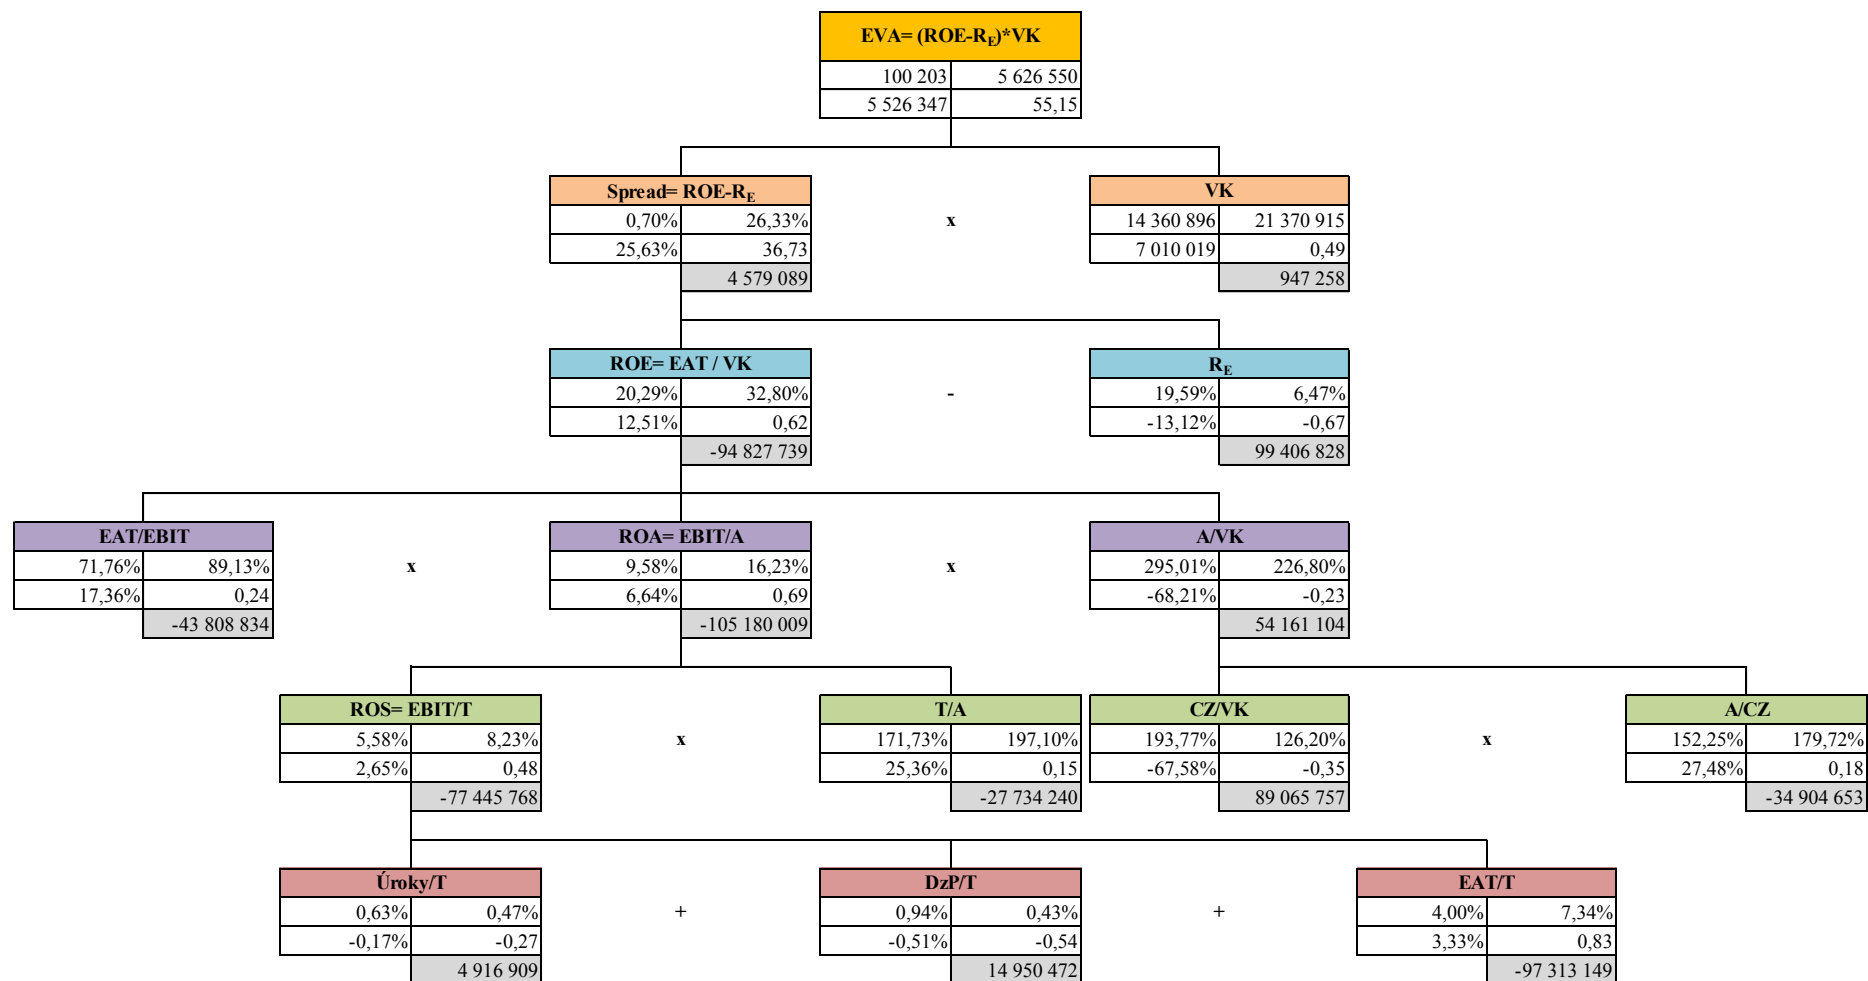 EVA= (ROE-RE)*VK
100 203 5 626 550
5 526 347 55,15
Spread= ROE-RE VK
0,70% 26,33% x 14 360 896 21 370 915
25,63% 36,73 7 010 019 0,49
4 579 089 947 258
ROE= EAT / VK RE
20,29% 32,80% - 19,59% 6,47%
12,51% 0,62 -13,12% -0,67
-94 827 739 99 406 828
EAT/EBIT ROA= EBIT/A A/VK
71,76% 89,13% x 9,58% 16,23% x 295,01% 226,80%
17,36% 0,24 6,64% 0,69 -68,21% -0,23
-43 808 834 -105 180 009 54 161 104
ROS= EBIT/T T/A CZ/VK A/CZ
5,58% 8,23% x 171,73% 197,10% 193,77% 126,20% x 152,25% 179,72%
2,65% 0,48 25,36% 0,15 -67,58% -0,35 27,48% 0,18
-77 445 768 -27 734 240 89 065 757 -34 904 653
Úroky/T DzP/T EAT/T
0,63% 0,47% + 0,94% 0,43% + 4,00% 7,34%
-0,17% -0,27 -0,51% -0,54 3,33% 0,83
4 916 909 14 950 472 -97 313 149